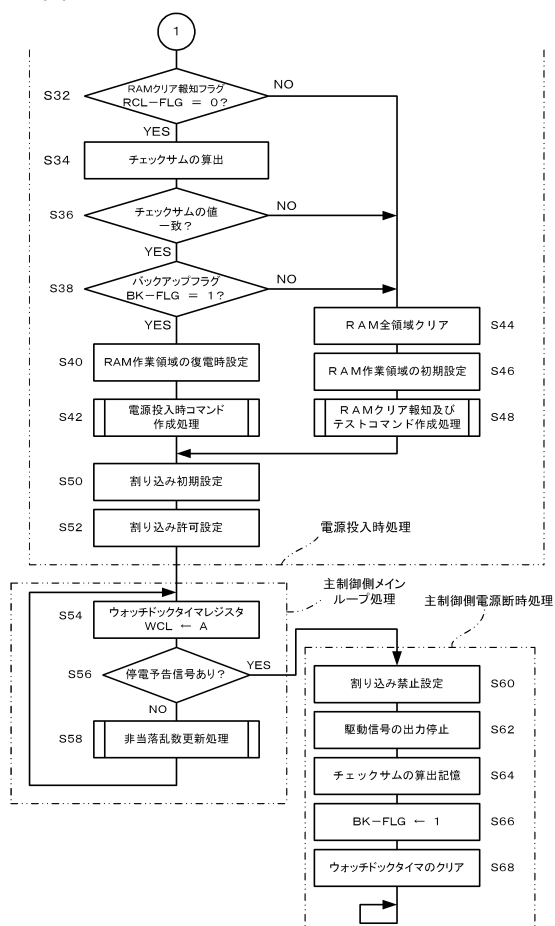 1
S32
RAMクリア報知フラグ
RCL-FLG = 0?
NO
YES
S34
チェックサムの算出
S36
チェックサムの値
一致?
NO
YES
S38
バックアップフラグ
BK-FLG = 1?
NO
YES
RAM全領域クリア
S44
S40
RAM作業領域の復電時設定
RAM作業領域の初期設定
S46
S42
電源投入時コマンド
作成処理
RAMクリア報知及び
テストコマンド作成処理
S48
S50
割り込み初期設定
S52
割り込み許可設定
電源投入時処理
主制御側メイン
ループ処理
主制御側電源断時処理
S54
ウォッチドックタイマレジスタ
WCL ← A
S56
停電予告信号あり?
YES
NO
S58
非当落乱数更新処理
割り込み禁止設定
S60
駆動信号の出力停止
S62
チェックサムの算出記憶
S64
BK-FLG ← 1
S66
ウォッチドックタイマのクリア
S68